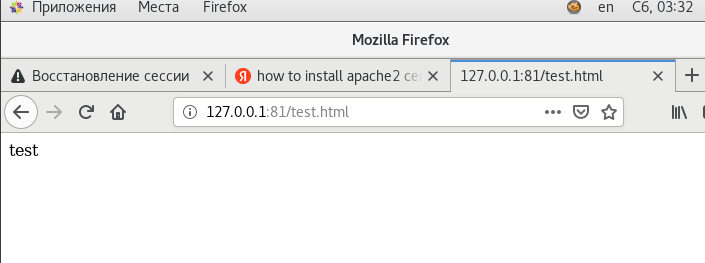 Приложения Места Firefox en Сб, 03:32
Mozilla Firefox
Восстановление сессии how to install apache2 ce 127.0.0.1:81/test.html
127.0.0.1:81/test.html
test